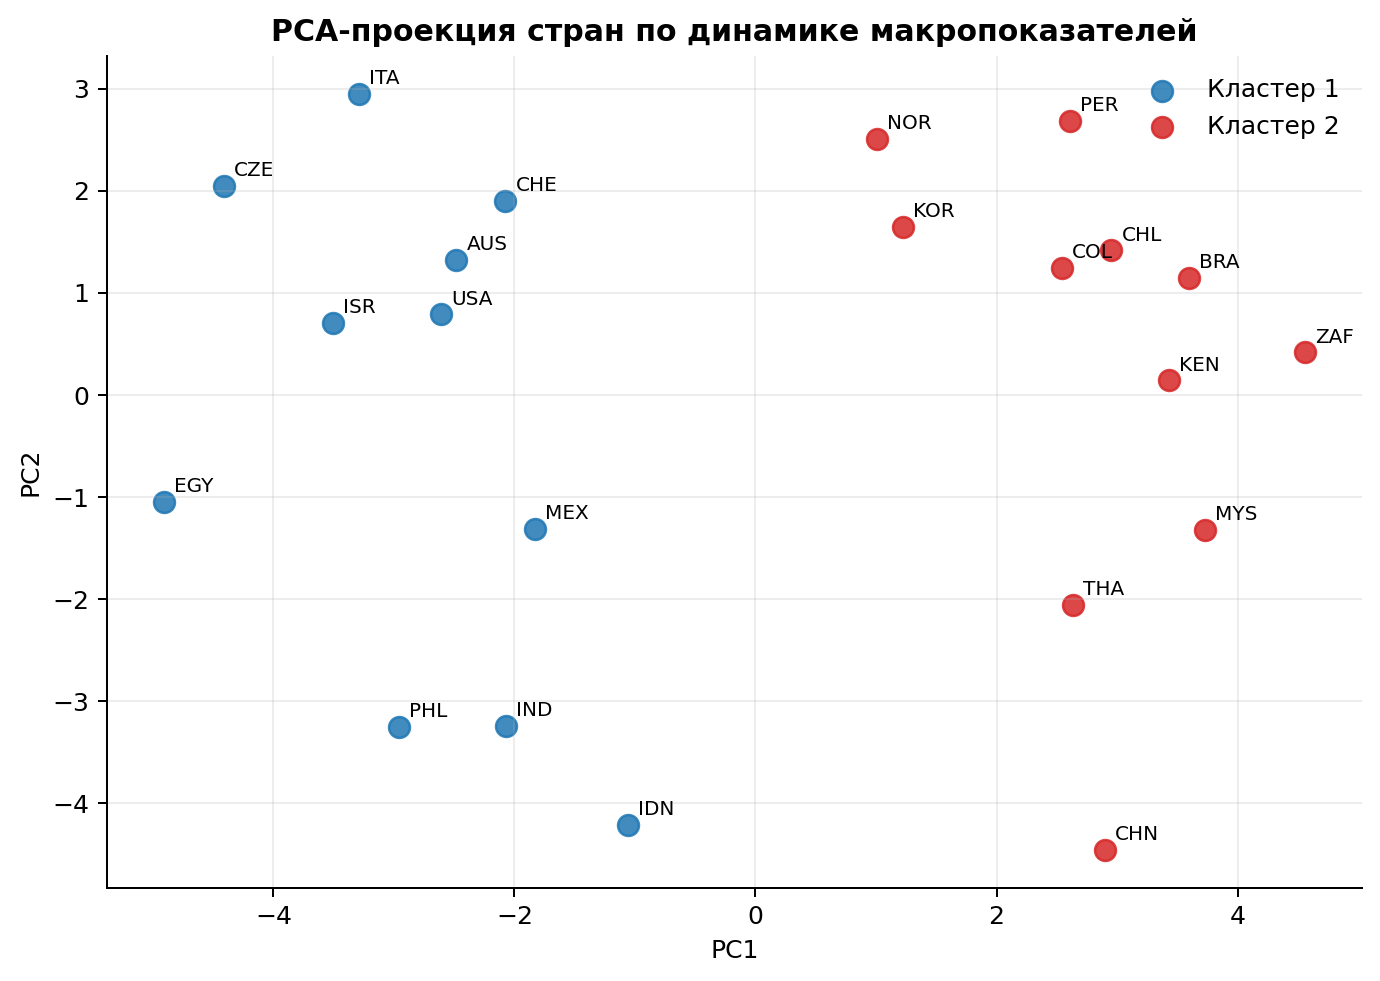 PCA-проекция стран по динамике макропоказателей
Кластер 1
Кластер 2
ITA
CZE
CHE
AUS
USA
ISR
EGY
MEX
PHL
IND
IDN
NOR
PER
KOR
COL
CHL
BRA
ZAF
KEN
MYS
THA
CHN
3
2
1
0
−1
−2
−3
−4
PC2
−4
−2
0
2
4
PC1